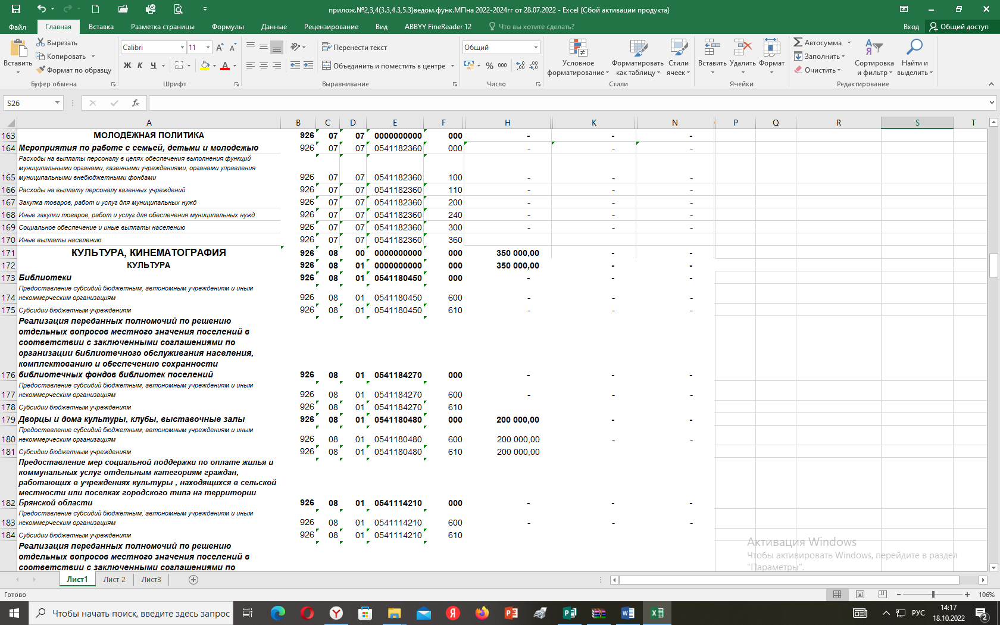 прилож.№2,3,4(3.3,4.3,5.3)ведом.функ.МПна 2022-2024гг от 28.07.2022 - Excel (Сбой активации продукта)
Файл Главная Вставка Разметка страницы Формулы Данные Рецензирование Вид ABBYY FineReader 12 Что вы хотите сделать? Вход Общий доступ
Вставить Вырезать
Копировать
Формат по образцу
Calibri 11
Ж К Ч
Перенести текст
Объединить и поместить в центре
Общий
% 000
Условное форматирование
Форматировать как таблицу
Стили ячеек
Вставить Удалить Формат
Автосумма
Заполнить
Очистить
Сортировка и фильтр
Найти и выделить
Буфер обмена Шрифт Выравнивание Число Стили Ячейки Редактирование
S26 fx
A B C D E F H K N P Q R S T
163 МОЛОДЁЖНАЯ ПОЛИТИКА 926 07 07 0000000000 000 - - -
164 Мероприятия по работе с семьей, детьми и молодежью 926 07 07 0541182360 000 - - -
Расходы на выплаты персоналу в целях обеспечения выполнения функций
муниципальными органами, казенными учреждениями, органами управления
165 муниципальными внебюджетными фондами 926 07 07 0541182360 100 - - -
166 Расходы на выплату персоналу казенных учреждений 926 07 07 0541182360 110 - - -
167 Закупка товаров, работ и услуг для муниципальных нужд 926 07 07 0541182360 200 - - -
168 Иные закупки товаров, работ и услуг для обеспечения муниципальных нужд 926 07 07 0541182360 240 - - -
169 Социальное обеспечение и иные выплаты населению 926 07 07 0541182360 300 - - -
170 Иные выплаты населению 926 07 07 0541182360 360
171 КУЛЬТУРА, КИНЕМАТОГРАФИЯ 926 08 00 0000000000 000 350 000,00 - -
172 КУЛЬТУРА 926 08 01 0000000000 000 350 000,00 - -
173 Библиотеки 926 08 01 0541180450 000 - - -
Предоставление субсидий бюджетным, автономным учреждениям и иным
174 некоммерческим организациям 926 08 01 0541180450 600 - - -
175 Субсидии бюджетным учреждениям 926 08 01 0541180450 610 - - -
Реализация переданных полномочий по решению
отдельных вопросов местного значения поселений в
соответствии с заключенными соглашениями по
организации библиотечного обслуживания населения,
комплектованию и обеспечению сохранности
176 библиотечных фондов библиотек поселений 926 08 01 0541184270 000 - - -
Предоставление субсидий бюджетным, автономным учреждениям и иным
177 некоммерческим организациям 926 08 01 0541184270 600 - - -
178 Субсидии бюджетным учреждениям 926 08 01 0541184270 610
179 Дворцы и дома культуры, клубы, выставочные залы 926 08 01 0541180480 000 200 000,00 - -
Предоставление субсидий бюджетным, автономным учреждениям и иным
180 некоммерческим организациям 926 08 01 0541180480 600 200 000,00 - -
181 Субсидии бюджетным учреждениям 926 08 01 0541180480 610 200 000,00
Предоставление мер социальной поддержки по оплате жилья и
коммунальных услуг отдельным категориям граждан,
работающих в учреждениях культуры , находящихся в сельской
местности или поселках городского типа на территории
182 Брянской области 926 08 01 0541114210 000 - - -
Предоставление субсидий бюджетным, автономным учреждениям и иным
183 некоммерческим организациям 926 08 01 0541114210 600 - - -
184 Субсидии бюджетным учреждениям 926 08 01 0541114210 610
Реализация переданных полномочий по решению
отдельных вопросов местного значения поселений в
соответствии с заключенными соглашениями по
Активация Windows
Чтобы активировать Windows, перейдите в раздел
"Параметры".
Лист1 Лист 2 Лист3
Готово 106%
Чтобы начать поиск, введите здесь запрос
РУС
14:17
18.10.2022
2